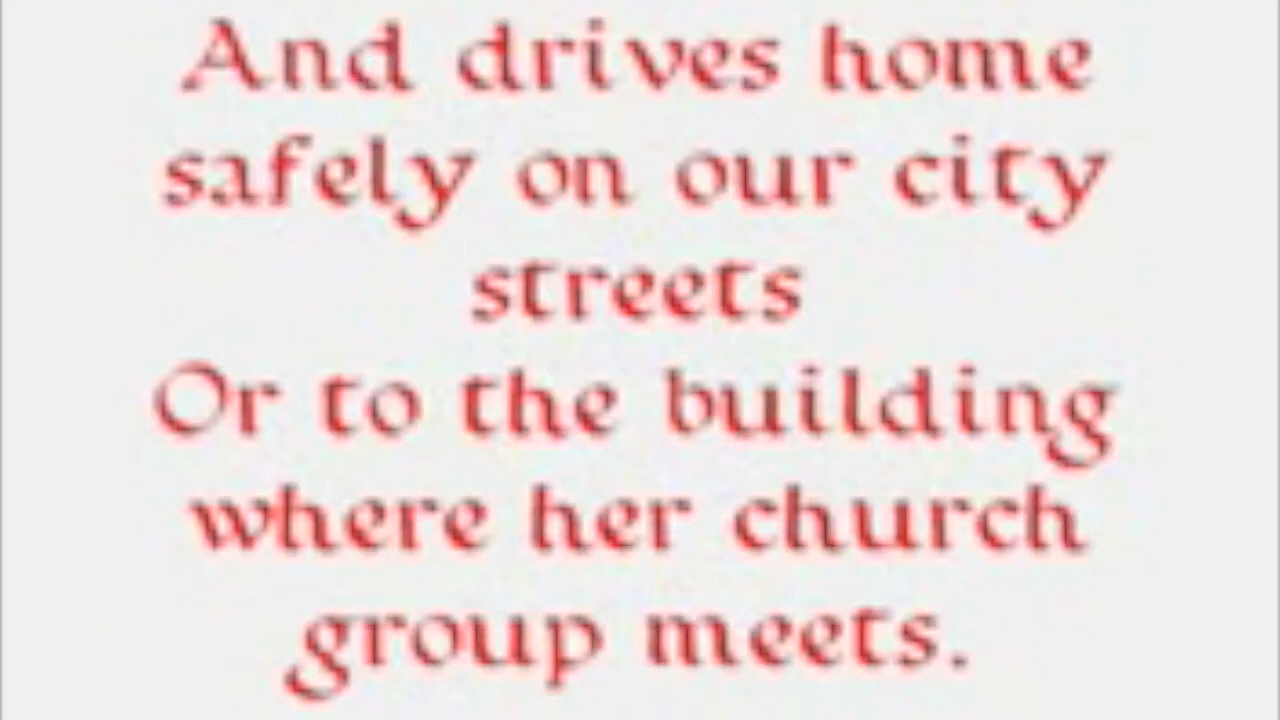 And drives home
safely on our city
streets
Or to the building
where her church
group meets.